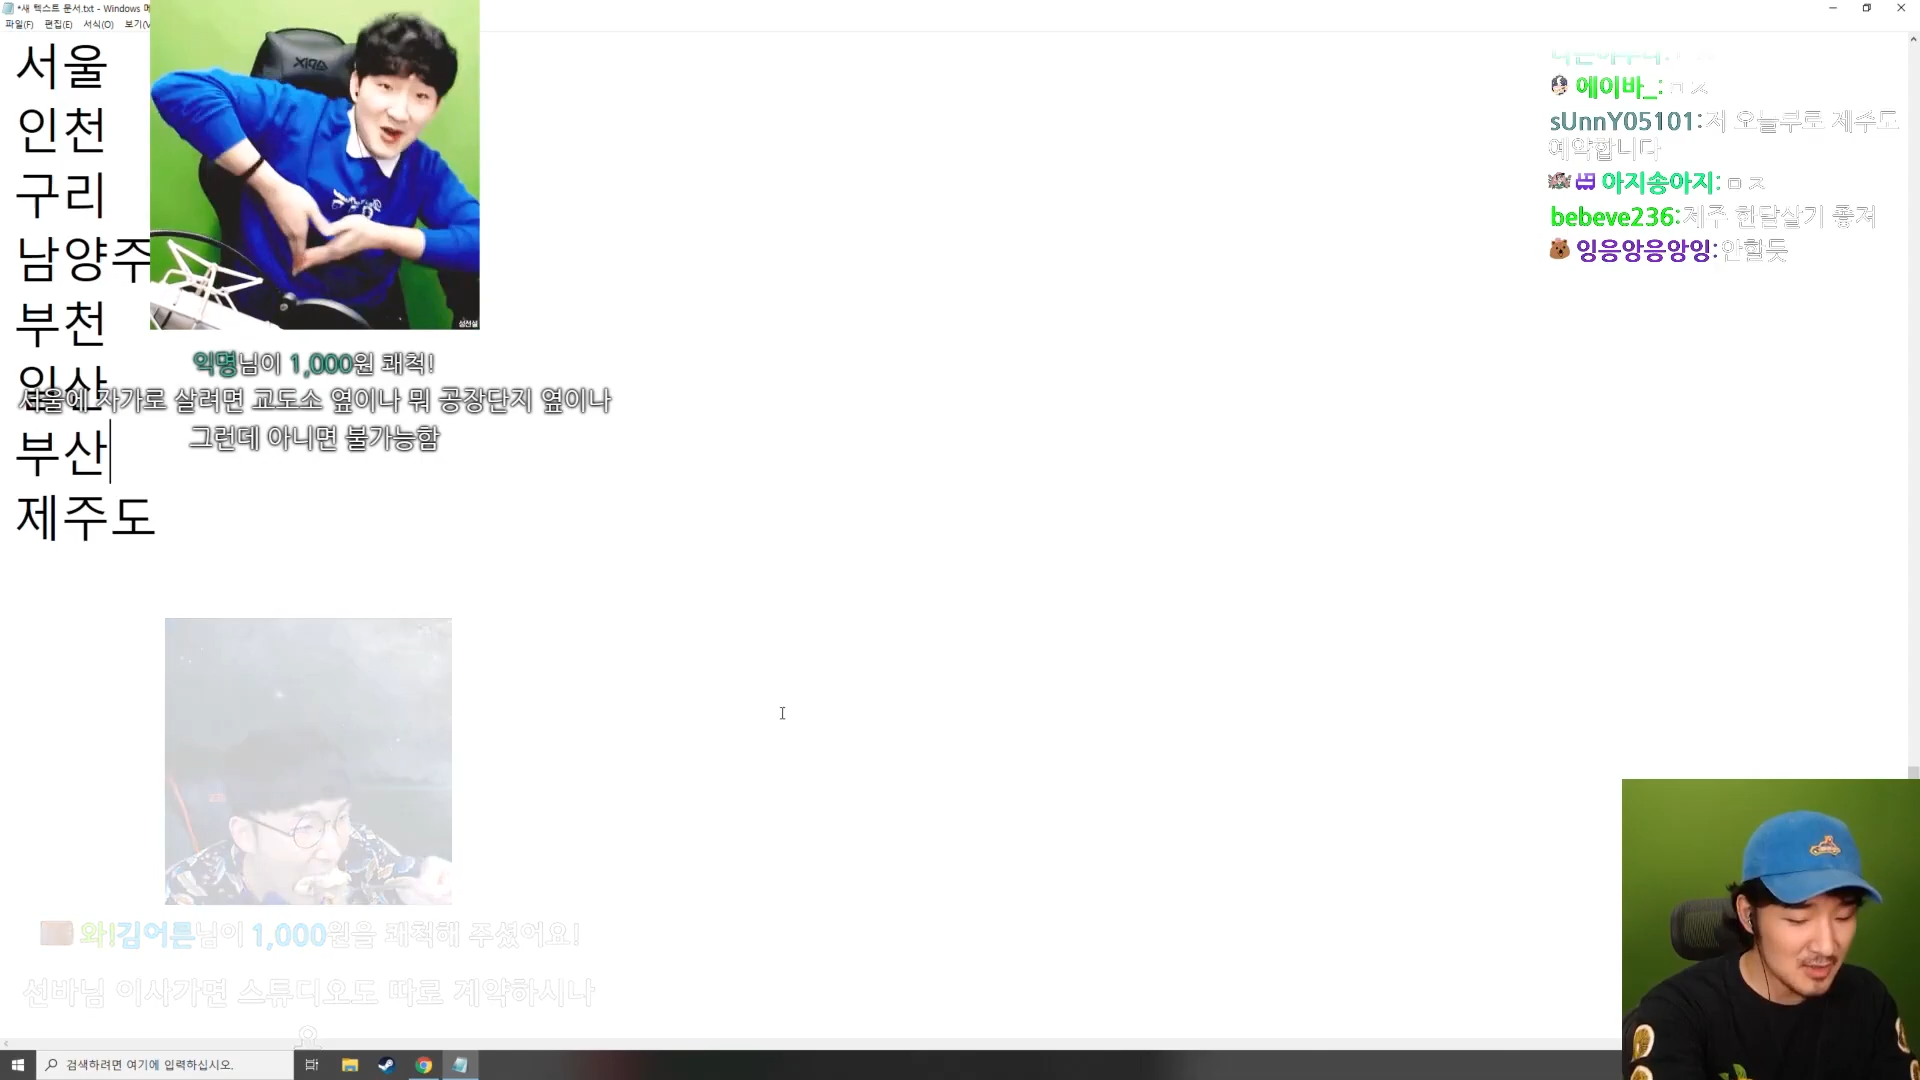 *새 텍스트 문서.txt - Windows 메
파일(F) 편집(E) 서식(O) 보기(V
서울
인천
구리
남양주
부천
부산
제주도
익명님이 1,000원 쾌척!
서울에 자가로 살려면 교도소 옆이나 뭐 공장단지 옆이나
그런데 아니면 불가능함
와!김어른님이 1,000원을 쾌척해 주셨어요!
선바님 이사가면 스튜디오도 따로 계약하시나
요
에이바_: ㅁㅈ
sUnnY05101: 저 오늘부로 제주도
예약합니다
아지송아지: ㅁㅈ
bebeve236: 제주 한달살기 좋겨
잉응앙응앙잉: 안할듯
검색하려면 여기에 입력하십시오.